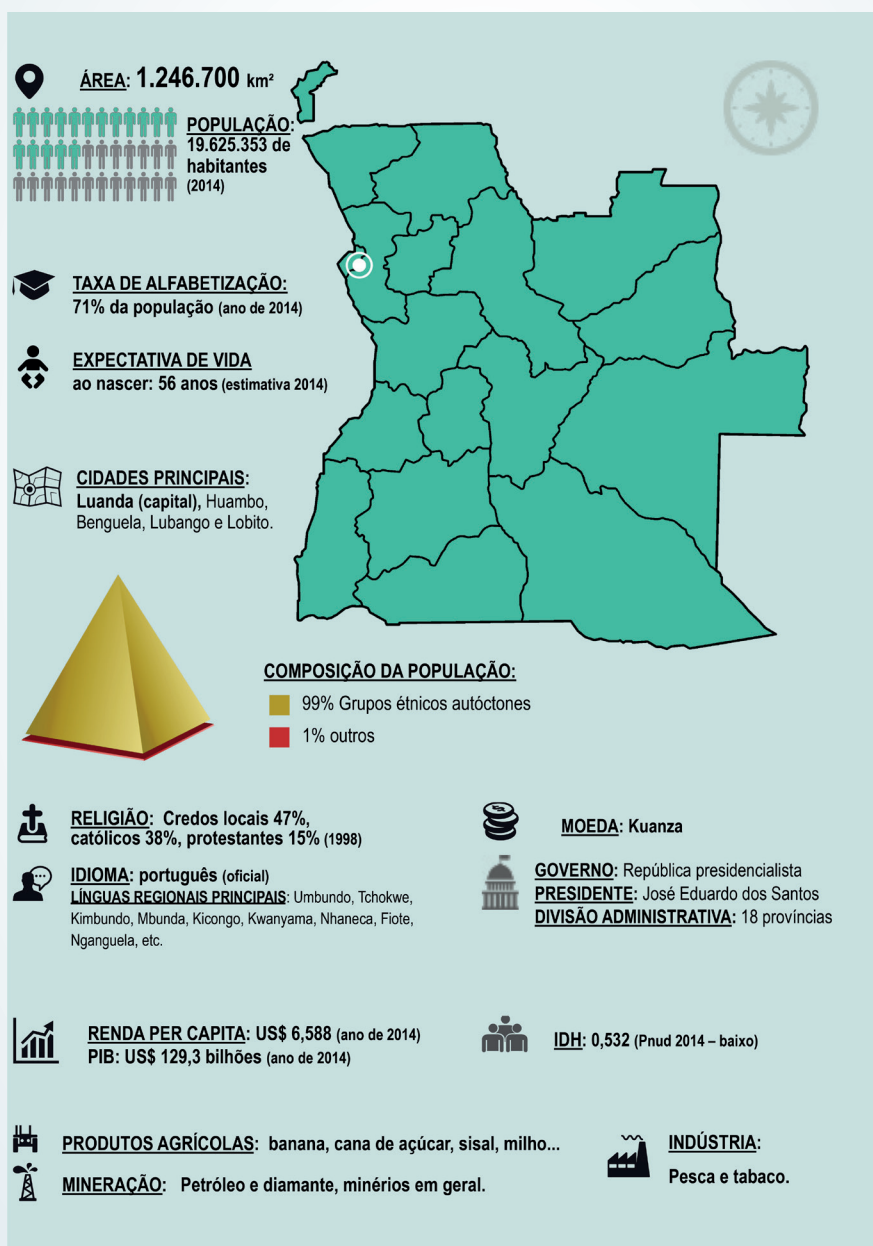 ÁREA: 1.246.700 km²
POPULAÇÃO:
19.625.353 de
habitantes
(2014)
TAXA DE ALFABETIZAÇÃO:
71% da população (ano de 2014)
EXPECTATIVA DE VIDA
ao nascer: 56 anos (estimativa 2014)
CIDADES PRINCIPAIS:
Luanda (capital), Huambo,
Benguela, Lubango e Lobito.
COMPOSIÇÃO DA POPULAÇÃO:
99% Grupos étnicos autóctones
1% outros
RELIGIÃO: Credos locais 47%,
católicos 38%, protestantes 15% (1998)
IDIOMA: português (oficial)
LÍNGUAS REGIONAIS PRINCIPAIS: Umbundo, Tchokwe,
Kimbundo, Mbunda, Kicongo, Kwanyama, Nhaneca, Fiote,
Nganguela, etc.
MOEDA: Kuanza
GOVERNO: República presidencialista
PRESIDENTE: José Eduardo dos Santos
DIVISÃO ADMINISTRATIVA: 18 províncias
RENDA PER CAPITA: US$ 6,588 (ano de 2014)
PIB: US$ 129,3 bilhões (ano de 2014)
IDH: 0,532 (Pnud 2014 – baixo)
PRODUTOS AGRÍCOLAS: banana, cana de açúcar, sisal, milho...
MINERAÇÃO: Petróleo e diamante, minérios em geral.
INDÚSTRIA:
Pesca e tabaco.